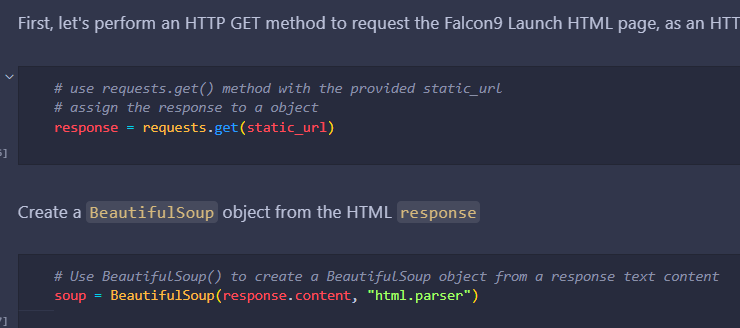 First, let's perform an HTTP GET method to request the Falcon9 Launch HTML page, as an HTT
# use requests.get() method with the provided static_url
# assign the response to a object
response = requests.get(static_url)
Create a BeautifulSoup object from the HTML response
# Use BeautifulSoup() to create a BeautifulSoup object from a response text content
soup = BeautifulSoup(response.content, "html.parser")